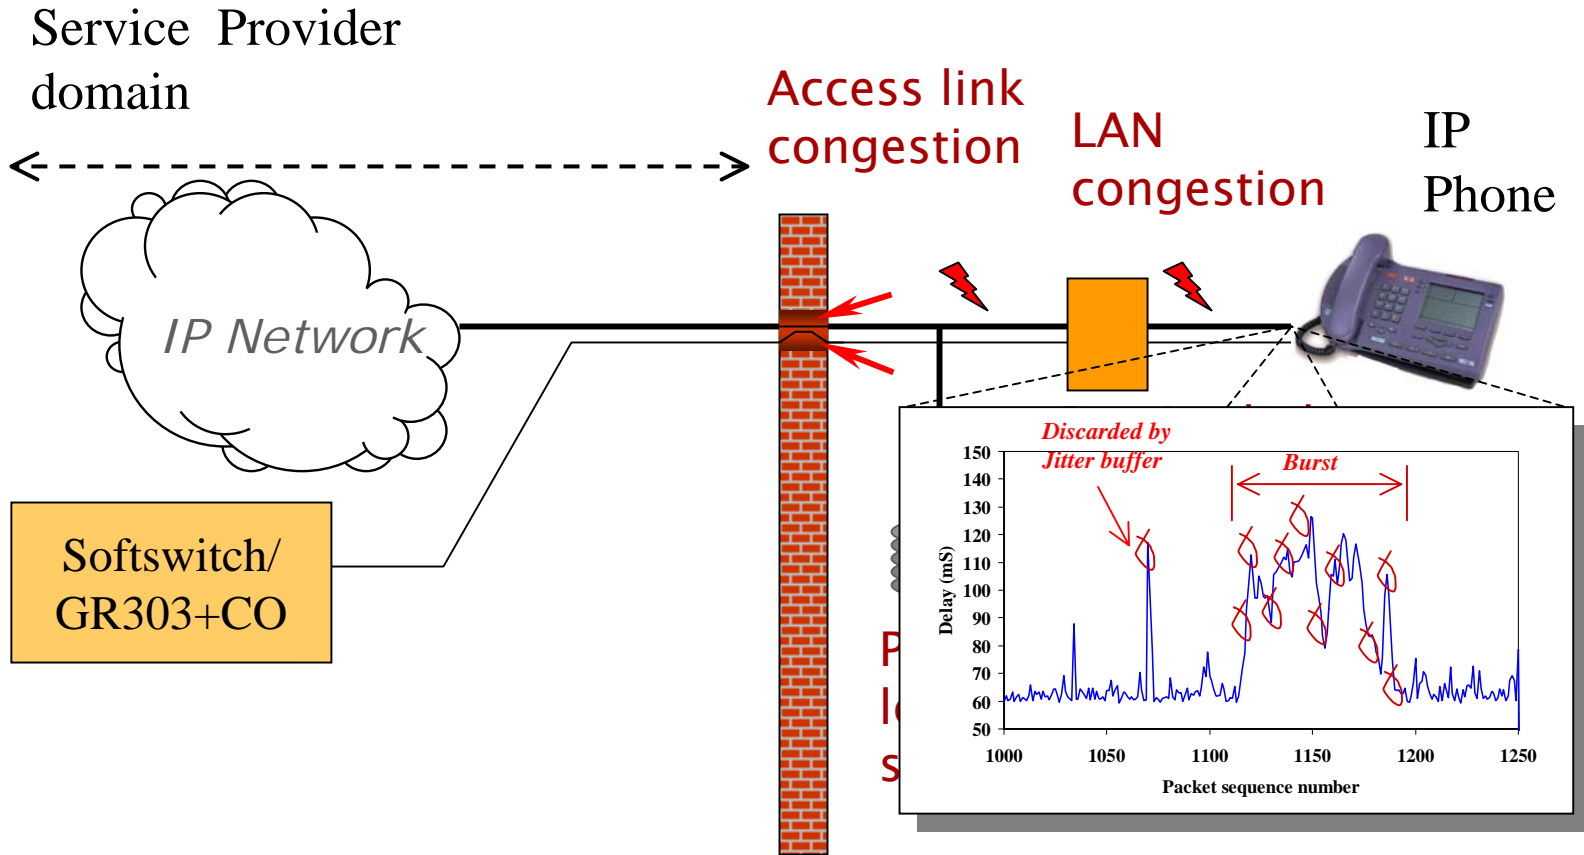 Service Provider
domain
Access link
congestion
LAN
congestion
IP
Phone
IP Network
Softswitch/
GR303+CO
Discarded by
Jitter buffer
Burst
150
140
130
120
110
100
90
80
70
60
50
Delay (mS)
1000 1050 1100 1150 1200 1250
Packet sequence number